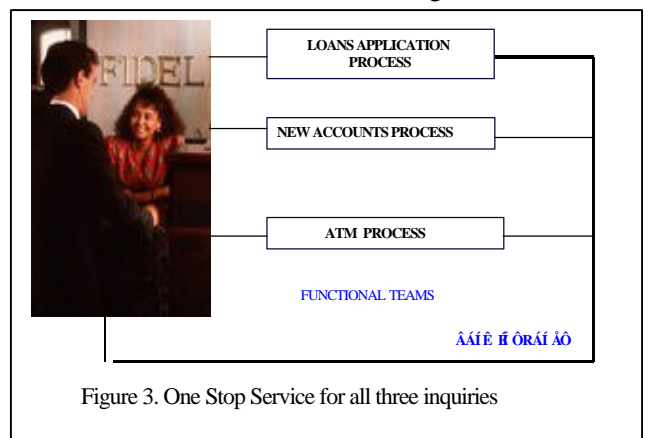 FIDEL
LOANS APPLICATION
PROCESS
NEW ACCOUNTS PROCESS
ATM PROCESS
FUNCTIONAL TEAMS
Figure 3. One Stop Service for all three inquiries